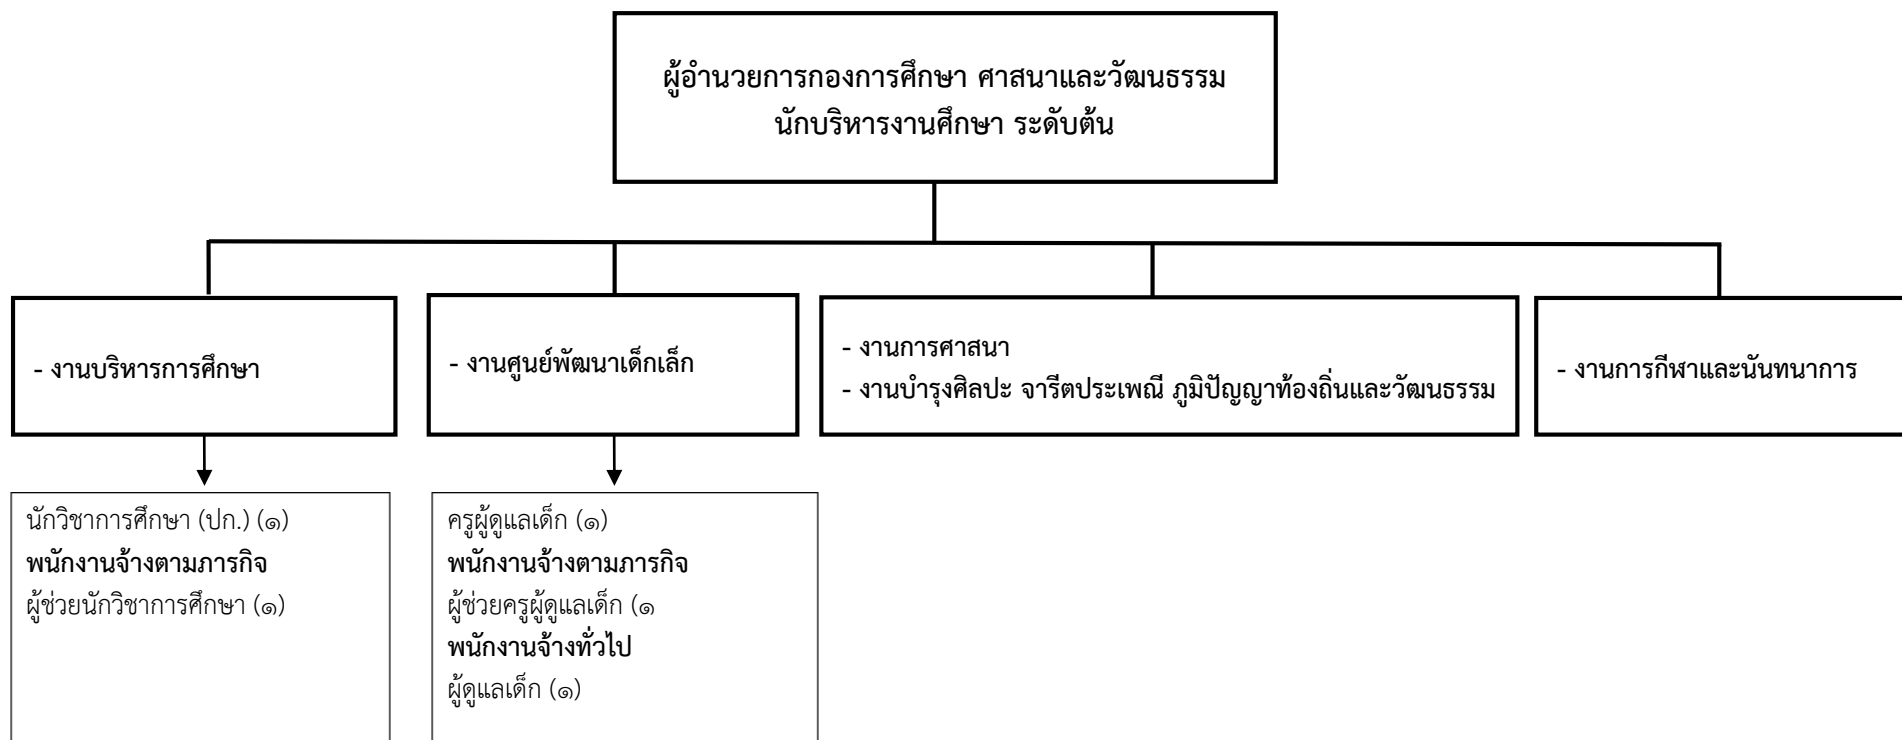 ผู้อำนวยการกองการศึกษา ศาสนาและวัฒนธรรม
นักบริหารงานศึกษา ระดับต้น
- งานบริหารการศึกษา
- งานศูนย์พัฒนาเด็กเล็ก
- งานการศาสนา
- งานบำรุงศิลปะ จารีตประเพณี ภูมิปัญญาท้องถิ่นและวัฒนธรรม
- งานการกีฬาและนันทนาการ
นักวิชาการศึกษา (ปก.) (๑)
พนักงานจ้างตามภารกิจ
ผู้ช่วยนักวิชาการศึกษา (๑)
ครูผู้ดูแลเด็ก (๑)
พนักงานจ้างตามภารกิจ
ผู้ช่วยครูผู้ดูแลเด็ก (๑
พนักงานจ้างทั่วไป
ผู้ดูแลเด็ก (๑)